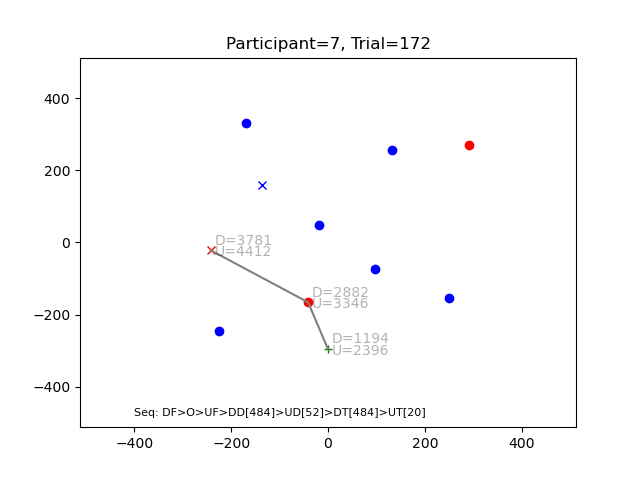 Participant=7, Trial=172
400
200
0
−200
−400
D=3781
U=4412
D=2882
U=3346
D=1194
U=2396
Seq: DF>O>UF>DD[484]>UD[52]>DT[484]>UT[20]
−400 −200 0 200 400